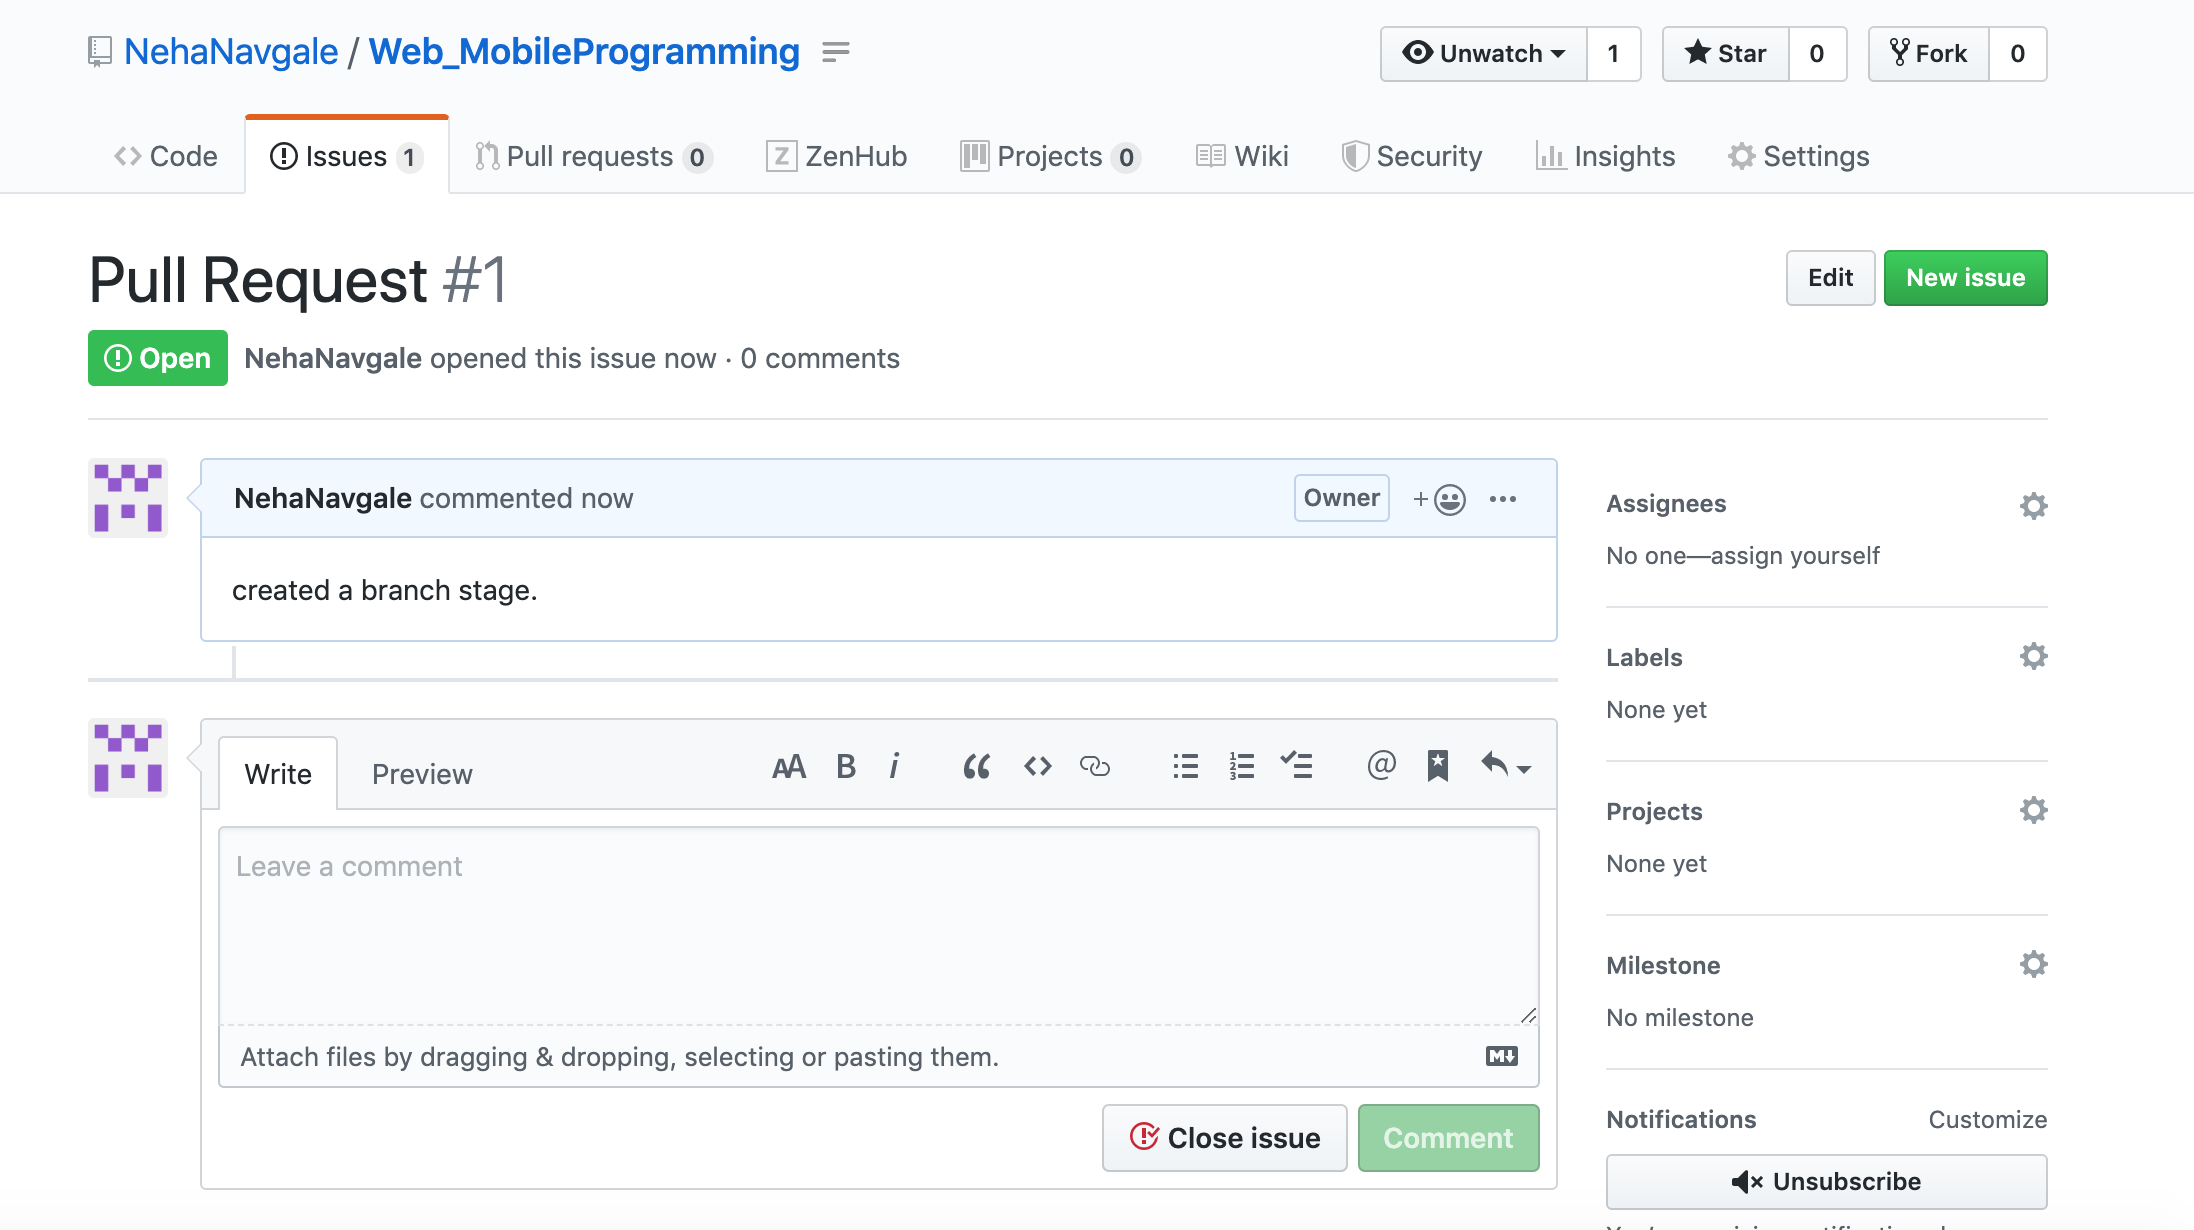 NehaNavgale / Web_MobileProgramming
Unwatch 1 Star 0 Fork 0
Code Issues 1 Pull requests 0 Z ZenHub Projects 0 Wiki Security Insights Settings
Pull Request #1
Edit New issue
Open NehaNavgale opened this issue now · 0 comments
NehaNavgale commented now Owner
created a branch stage.
Write Preview AA B i
Leave a comment
Attach files by dragging & dropping, selecting or pasting them.
Close issue Comment
Assignees
No one—assign yourself
Labels
None yet
Projects
None yet
Milestone
No milestone
Notifications Customize
Unsubscribe